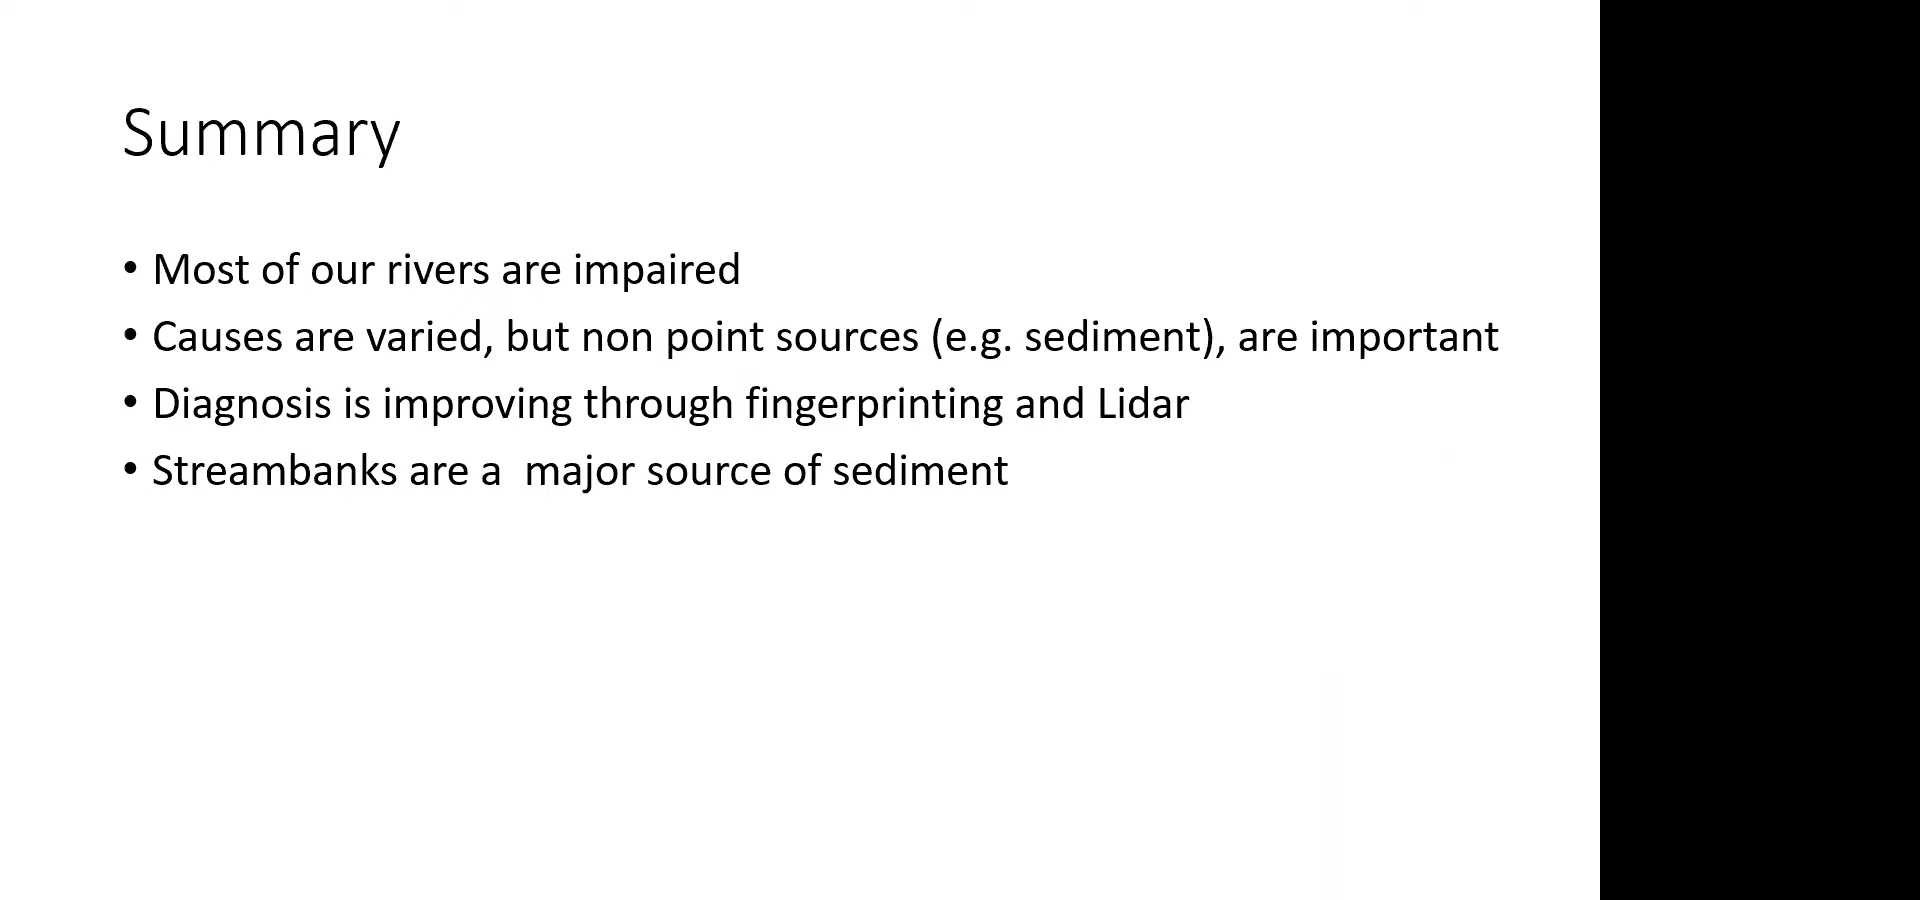 Summary
• Most of our rivers are impaired
• Causes are varied, but non point sources (e.g. sediment), are important
• Diagnosis is improving through fingerprinting and Lidar
• Streambanks are a  major source of sediment